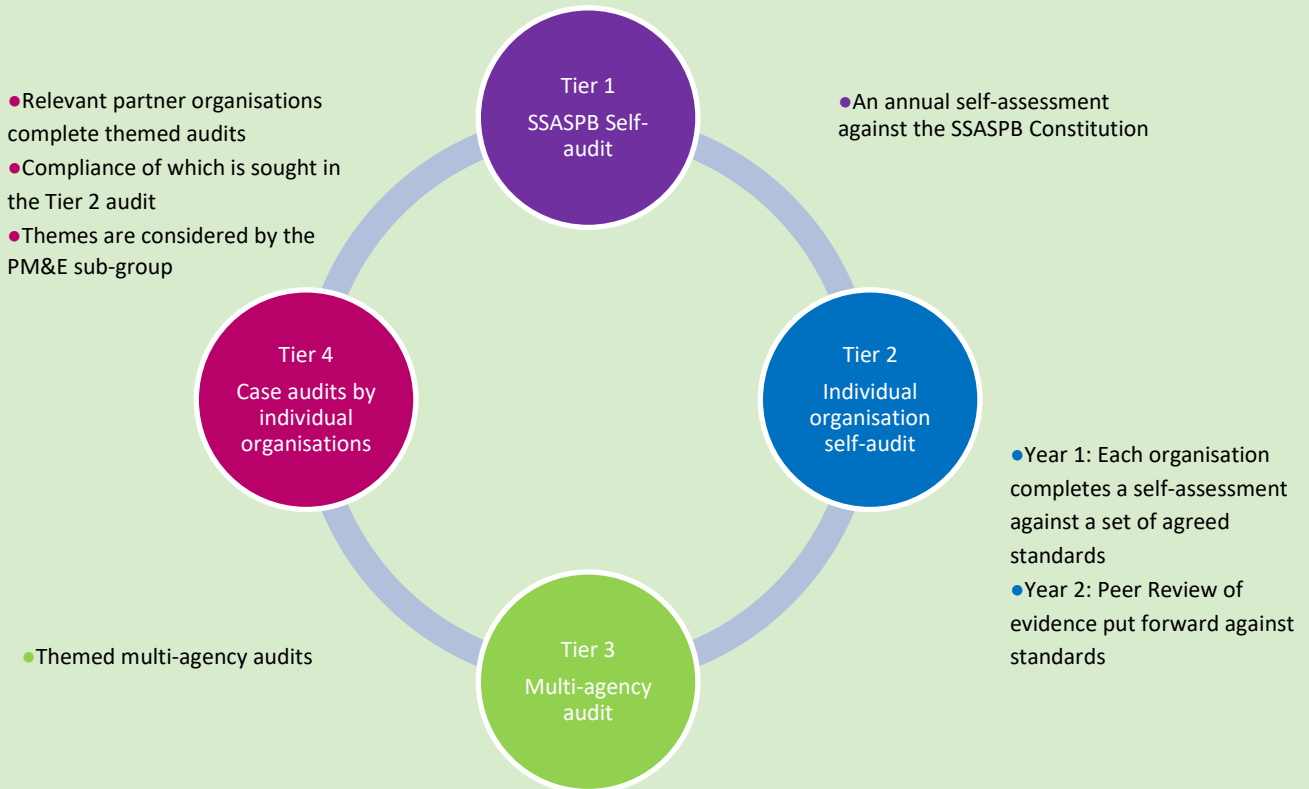 Tier 1
SSASPB Self-
audit
●An annual self-assessment
against the SSASPB Constitution
Tier 2
Individual
organisation
self-audit
●Year 1: Each organisation
completes a self-assessment
against a set of agreed
standards
●Year 2: Peer Review of
evidence put forward against
standards
Tier 3
Multi-agency
audit
●Themed multi-agency audits
Tier 4
Case audits by
individual
organisations
●Relevant partner organisations
complete themed audits
●Compliance of which is sought in
the Tier 2 audit
●Themes are considered by the
PM&E sub-group